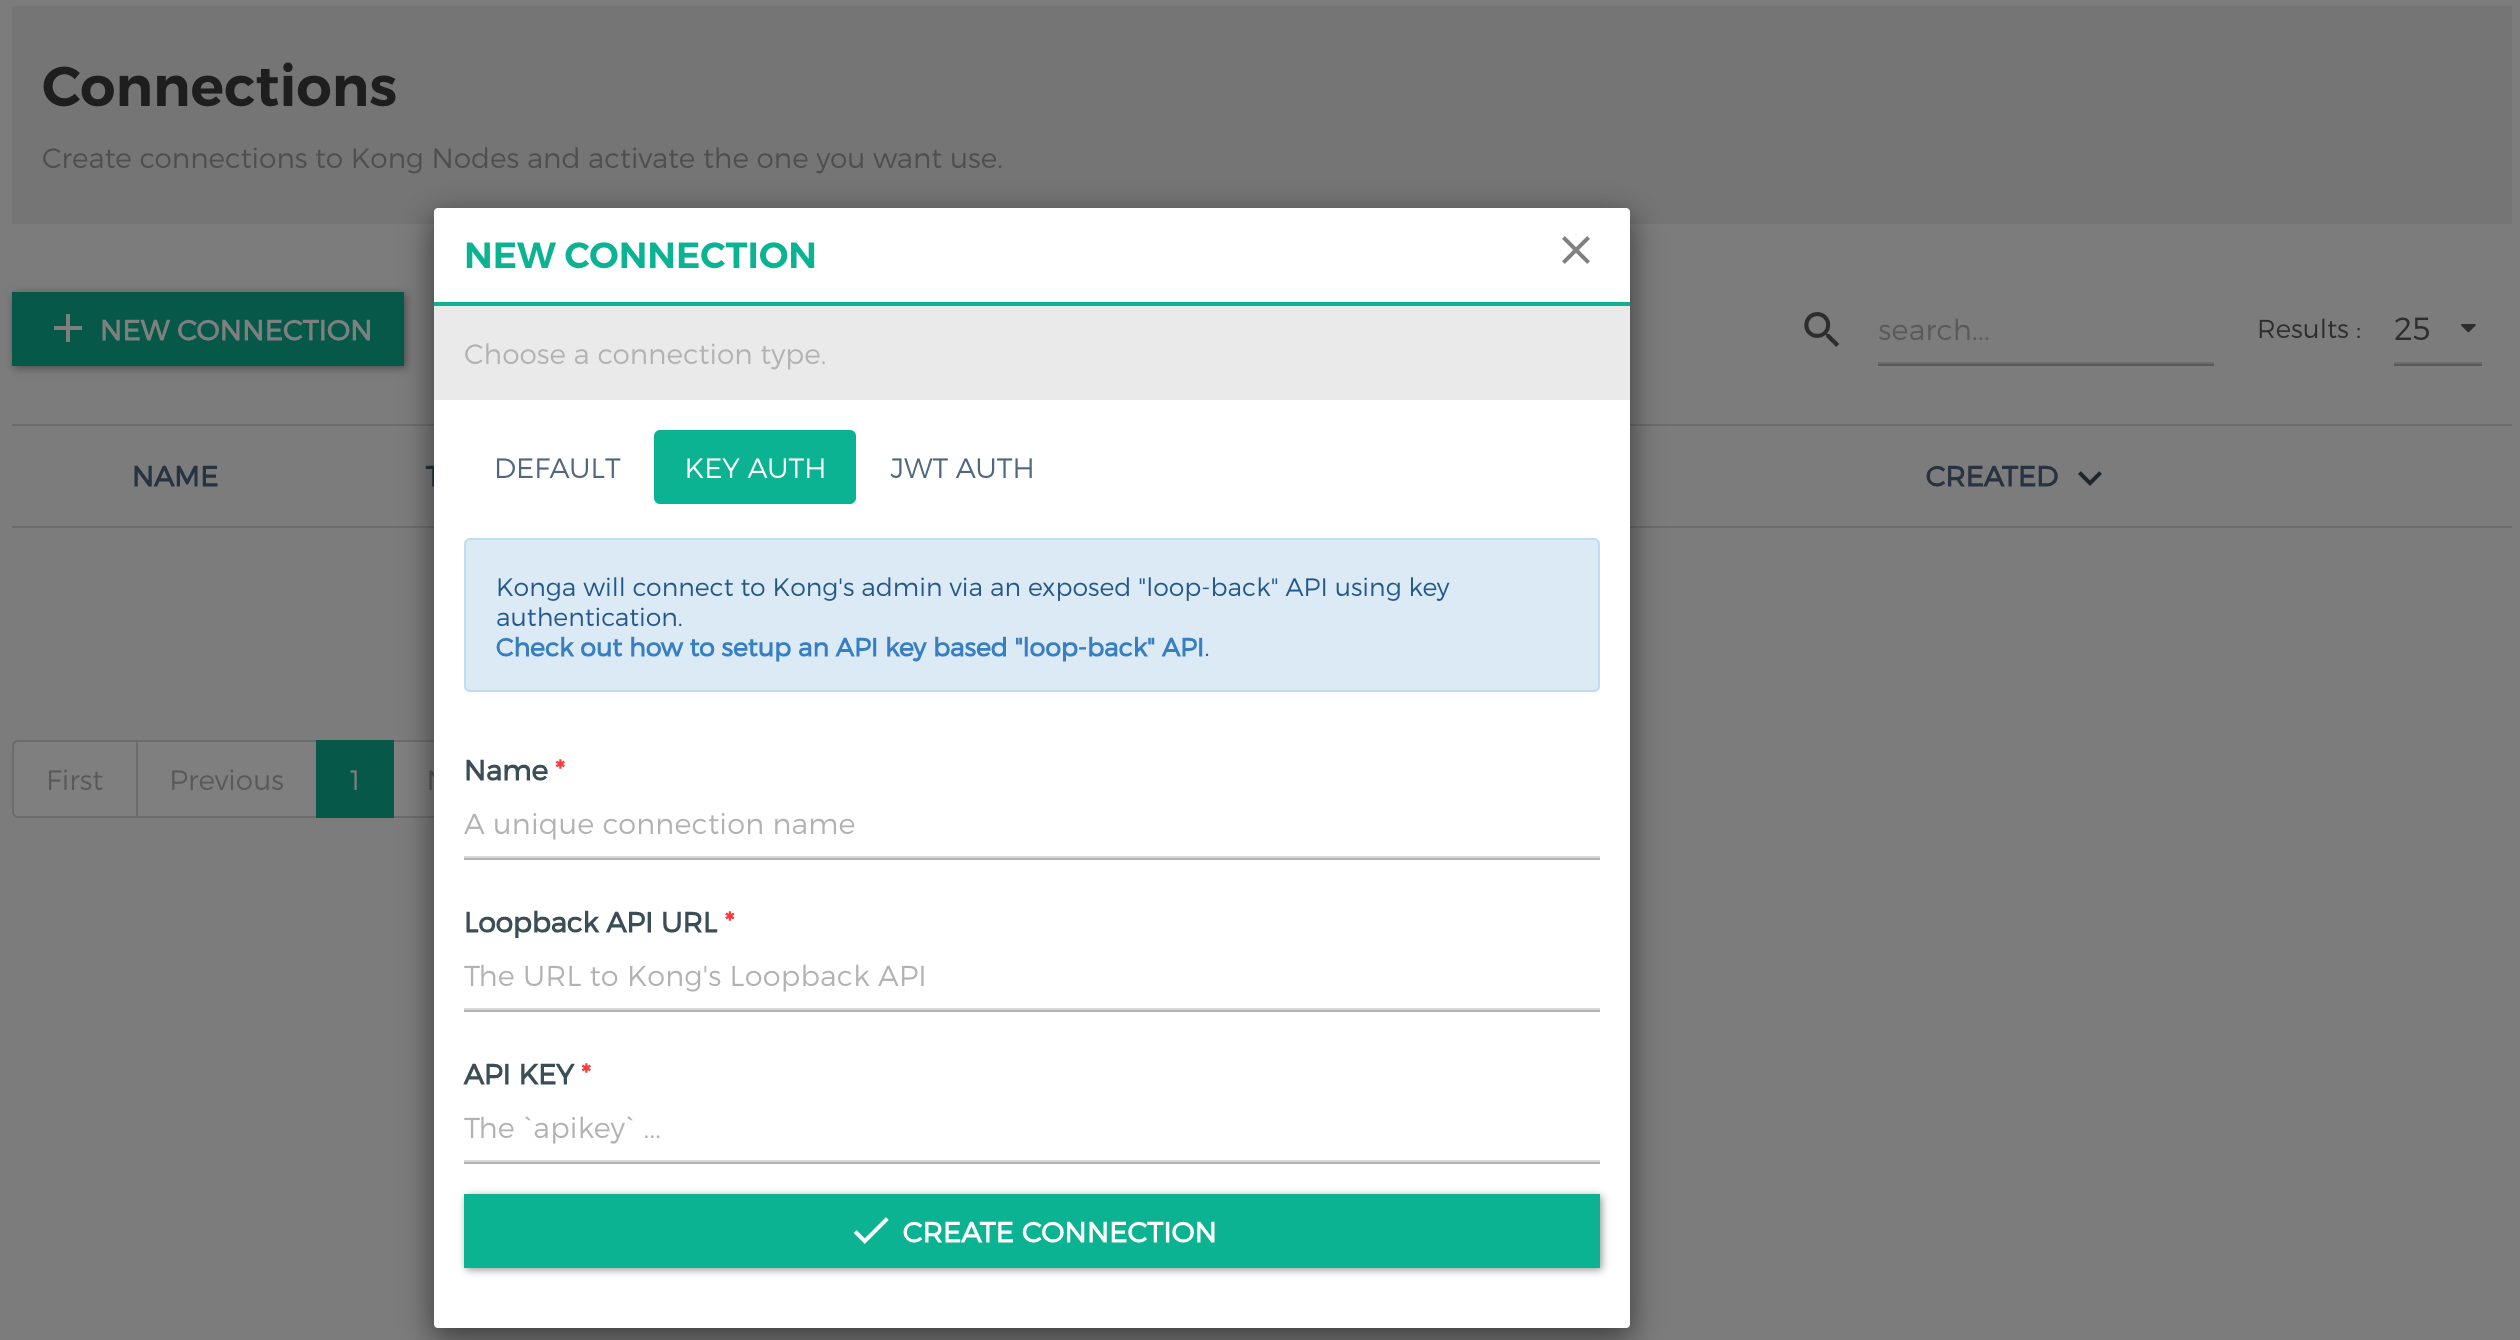 Connections
Create connections to Kong Nodes and activate the one you want use.
NEW CONNECTION
search...
Results :
25
NAME
CREATED
First
Previous
1
NEW CONNECTION
Choose a connection type.
DEFAULT
KEY AUTH
JWT AUTH
Konga will connect to Kong's admin via an exposed "loop-back" API using key
authentication.
Check out how to setup an API key based "loop-back" API.
Name *
A unique connection name
Loopback API URL *
The URL to Kong's Loopback API
API KEY *
The `apikey` ...
CREATE CONNECTION